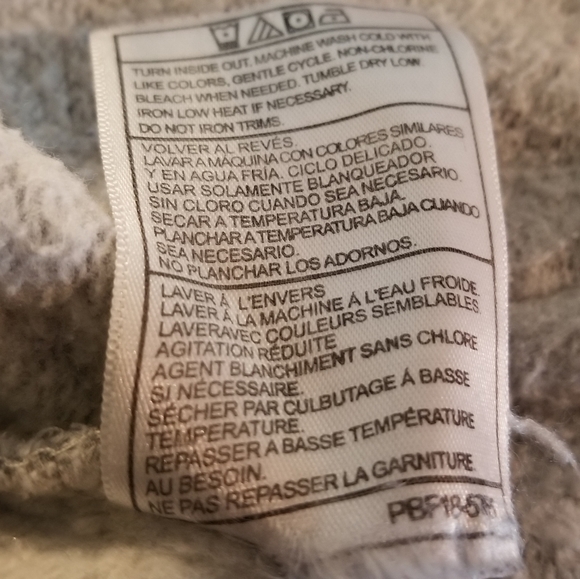 TURN INSIDE OUT. MACHINE WASH COLD WITH
LIKE COLORS, GENTLE CYCLE. NON-CHLORINE
BLEACH WHEN NEEDED. TUMBLE DRY LOW.
IRON LOW HEAT IF NECESSARY.
DO NOT IRON TRIMS.
VOLVER AL REVÉS.
LAVAR A MÁQUINA CON COLORES SIMILARES
Y EN AGUA FRÍA. CICLO DELICADO.
USAR SOLAMENTE BLANQUEADOR
SIN CLORO CUANDO SEA NECESARIO.
SECAR A TEMPERATURA BAJA.
PLANCHAR A TEMPERATURA BAJA CUANDO
SEA NECESARIO.
NO PLANCHAR LOS ADORNOS.
LAVER À L'ENVERS
LAVER À LA MACHINE À L'EAU FROIDE
LAVERAVEC COULEURS SEMBLABLES.
AGITATION RÉDUITE
AGENT BLANCHIMENT SANS CHLORE
SI NÉCESSAIRE.
SÉCHER PAR CULBUTAGE Á BASSE
TEMPERATURE.
REPASSER A BASSE TEMPÉRATURE
AU BESOIN.
NE PAS REPASSER LA GARNITURE